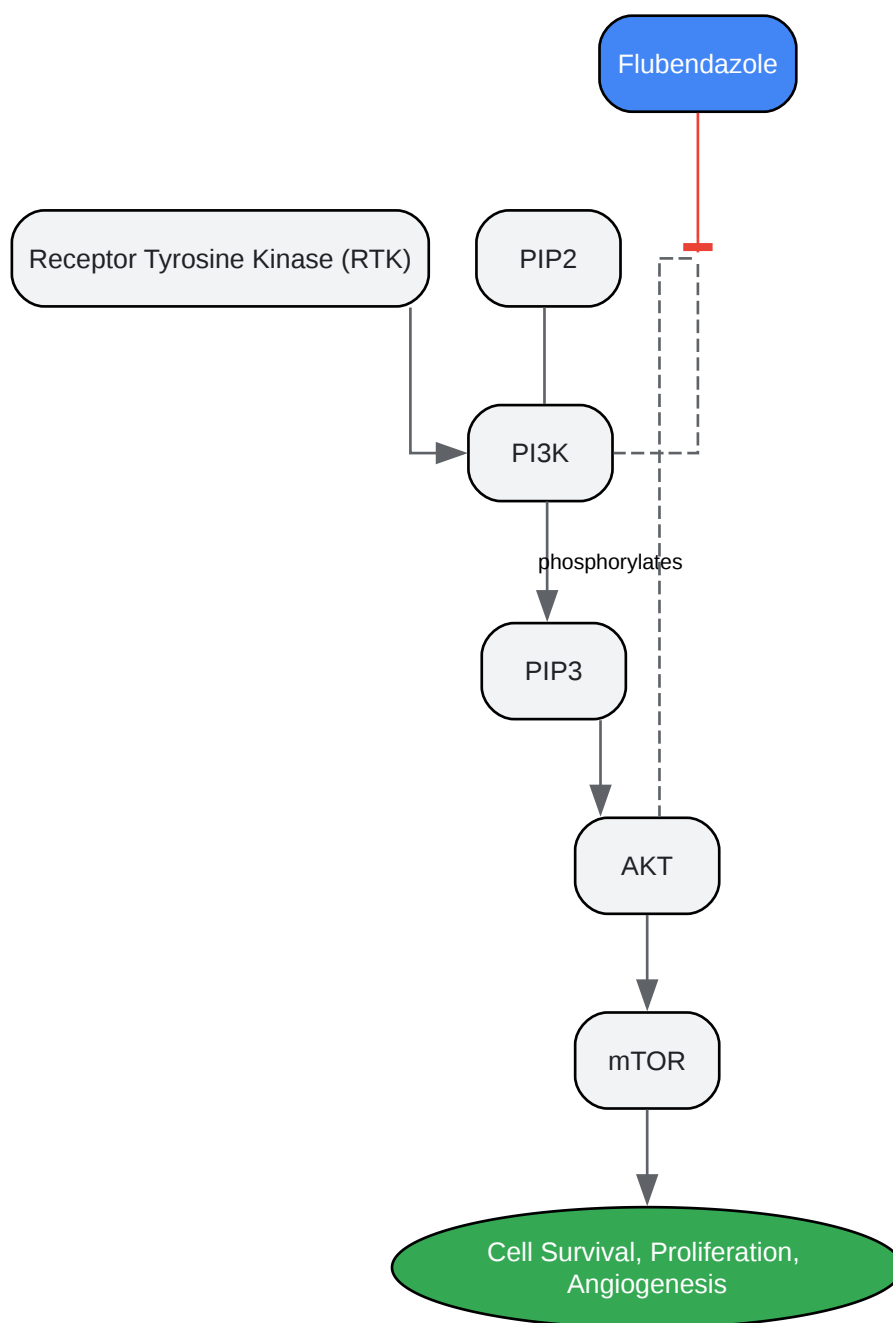 Flubendazole
Receptor Tyrosine Kinase (RTK)
PIP2
PI3K
phosphorylates
PIP3
AKT
mTOR
Cell Survival, Proliferation,
Angiogenesis